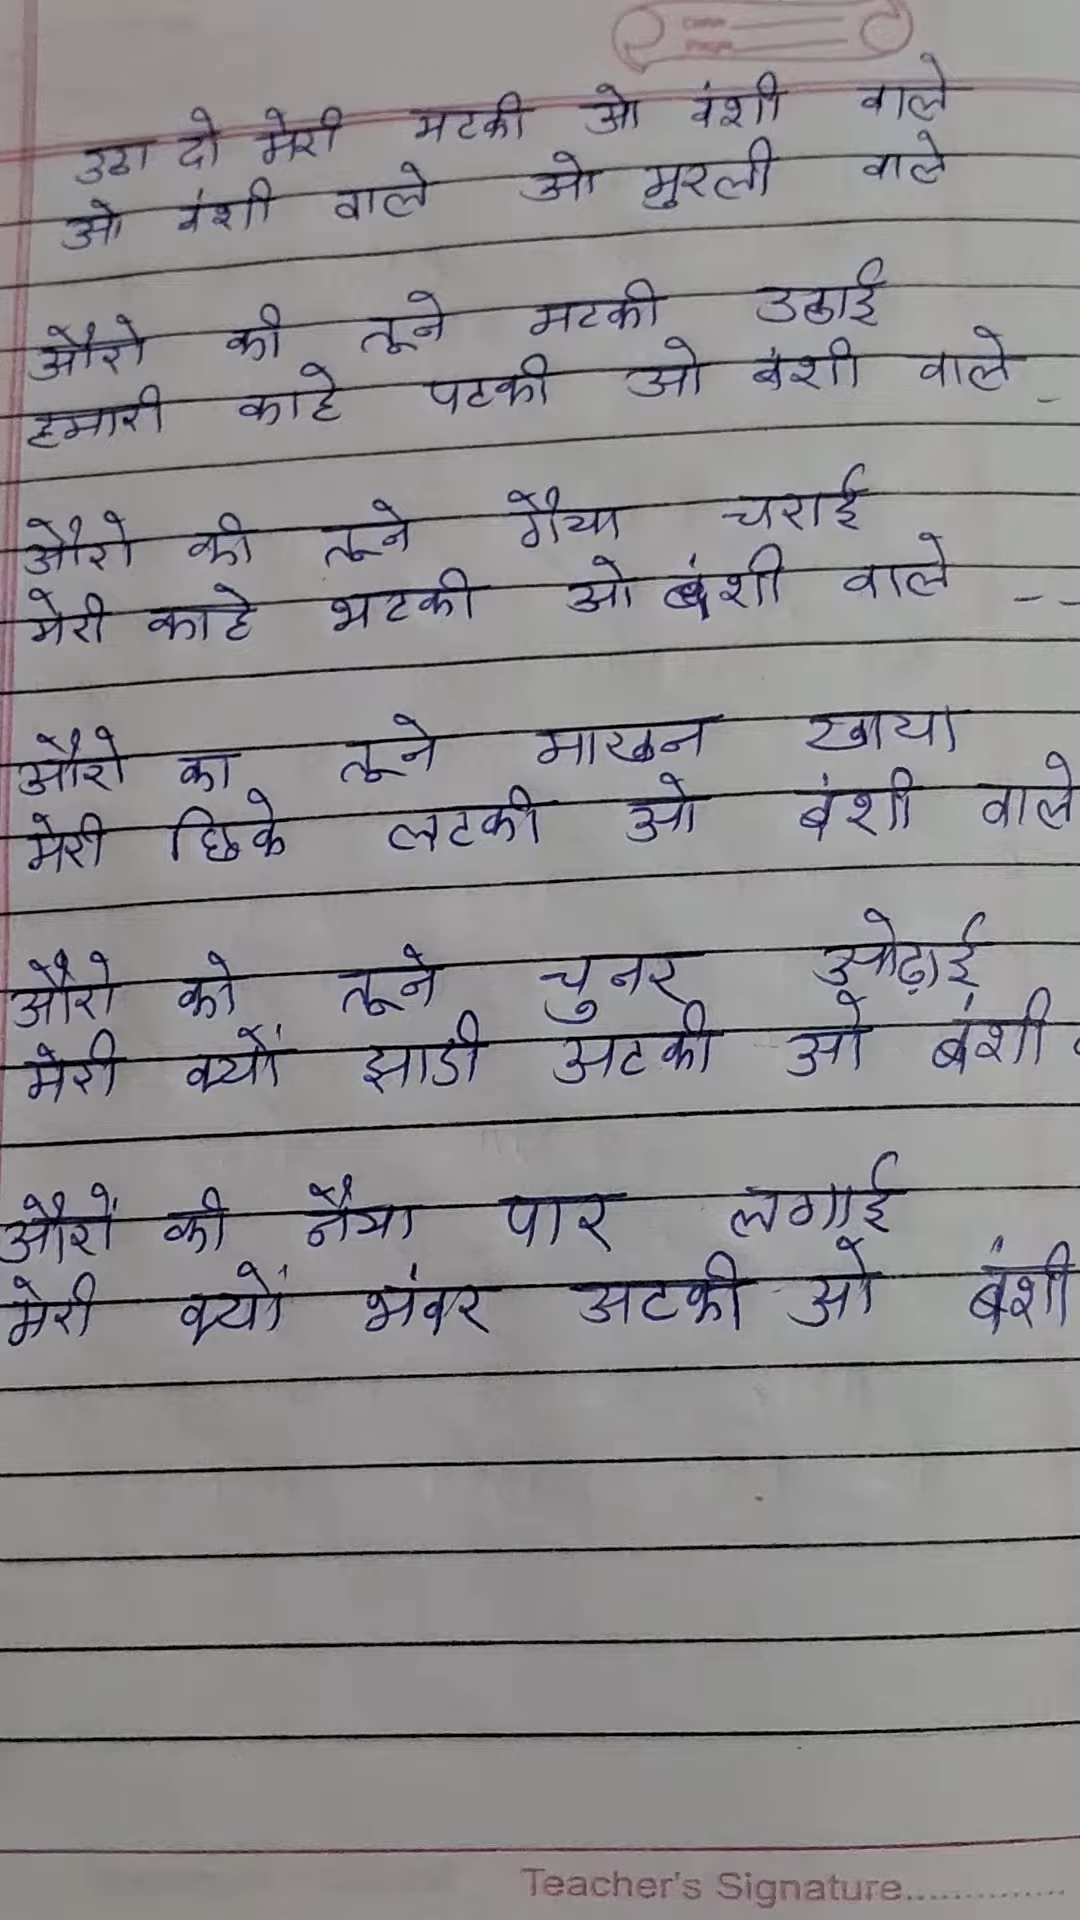 उठा दो मेरी मटकी ओ वंशी वाले
ओ वंशी वाले ओ मुरली वाले
औरो की तूने मटकी उठाई
हमारी काहे पटकी ओ बंशी वाले -
औरो की तूने गैया चराई
मेरी काहे भटकी ओ बंशी वाले --
औरो का तूने माखन खाया
मेरी छिके लटकी ओ बंशी वाले
औरो को तूने चुनर ओढ़ाई
मेरी क्यों झाडी अटकी ओ बंशी
औरों की नैया पार लगाई
मेरी क्यों भंवर अटकी ओ बंशी
Teacher's Signature..............